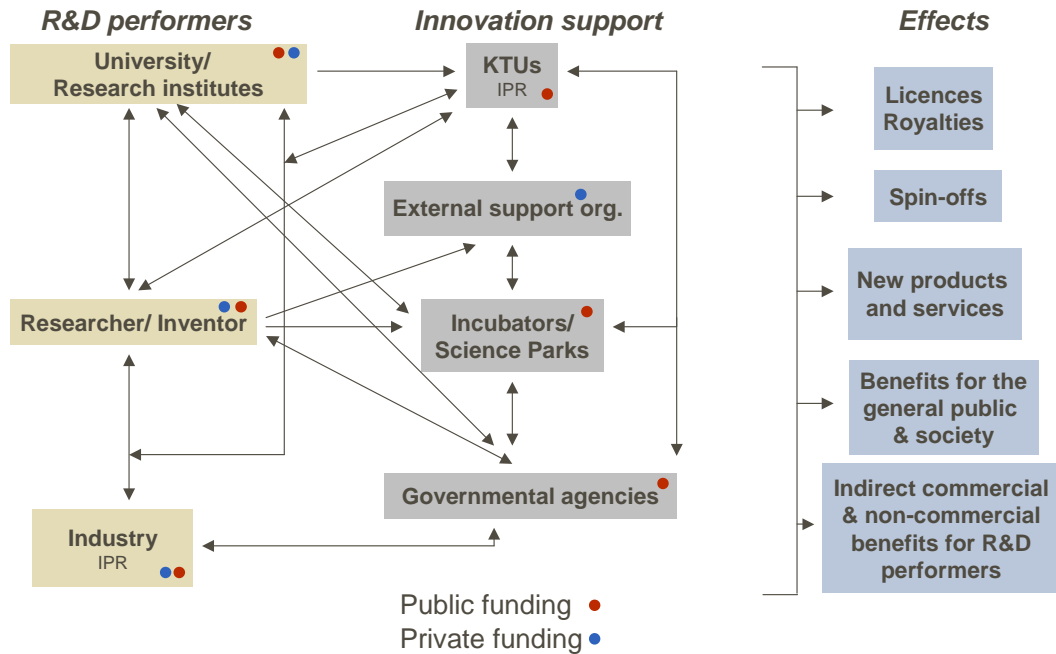 R&D performers
Innovation support
Effects
University/
Research institutes
KTUs
IPR
External support org.
Researcher/ Inventor
Incubators/
Science Parks
Governmental agencies
Industry
IPR
Licences
Royalties
Spin-offs
New products
and services
Benefits for the
general public
& society
Indirect commercial
& non-commercial
benefits for R&D
performers
Public funding
Private funding